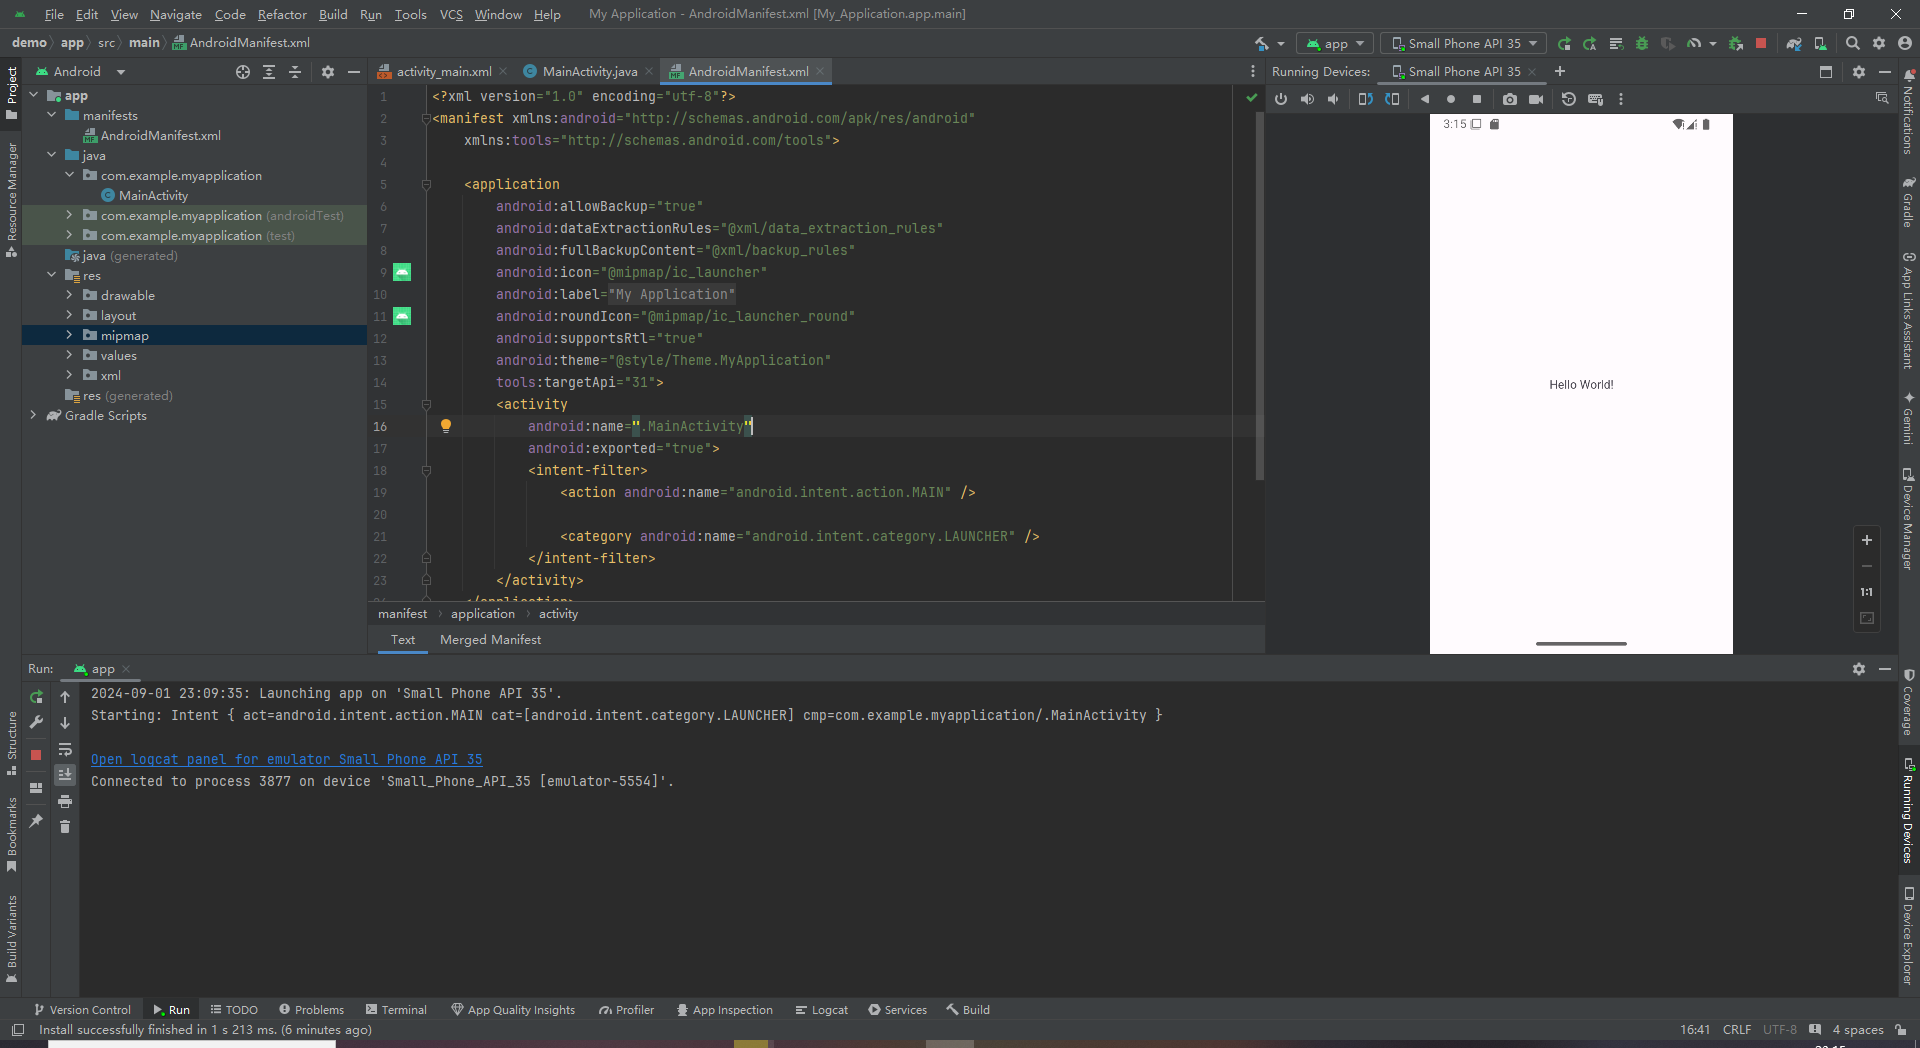 File Edit View Navigate Code Refactor Build Run Tools VCS Window Help My Application - AndroidManifest.xml [My_Application.app.main]
demo app src main AndroidManifest.xml app Small Phone API 35
Project
Resource Manager
Structure
Bookmarks
Build Variants
Android
app
manifests
AndroidManifest.xml
java
com.example.myapplication
MainActivity
com.example.myapplication (androidTest)
com.example.myapplication (test)
java (generated)
res
drawable
layout
mipmap
values
xml
res (generated)
Gradle Scripts
activity_main.xml MainActivity.java AndroidManifest.xml
1 <?xml version="1.0" encoding="utf-8"?>
2 <manifest xmlns:android="http://schemas.android.com/apk/res/android"
3 xmlns:tools="http://schemas.android.com/tools">
4
5 <application
6 android:allowBackup="true"
7 android:dataExtractionRules="@xml/data_extraction_rules"
8 android:fullBackupContent="@xml/backup_rules"
9 android:icon="@mipmap/ic_launcher"
10 android:label="My Application"
11 android:roundIcon="@mipmap/ic_launcher_round"
12 android:supportsRtl="true"
13 android:theme="@style/Theme.MyApplication"
14 tools:targetApi="31">
15 <activity
16 android:name=".MainActivity"
17 android:exported="true">
18 <intent-filter>
19 <action android:name="android.intent.action.MAIN" />
20
21 <category android:name="android.intent.category.LAUNCHER" />
22 </intent-filter>
23 </activity>
24 </application>
manifest application activity
Text Merged Manifest
Running Devices: Small Phone API 35
3:15
Hello World!
1:1
Notifications
Gradle
App Links Assistant
Gemini
Device Manager
Coverage
Running Devices
Device Explorer
Run: app
2024-09-01 23:09:35: Launching app on 'Small Phone API 35'.
Starting: Intent { act=android.intent.action.MAIN cat=[android.intent.category.LAUNCHER] cmp=com.example.myapplication/.MainActivity }
Open logcat panel for emulator Small Phone API 35
Connected to process 3877 on device 'Small_Phone_API_35 [emulator-5554]'.
Version Control Run TODO Problems Terminal App Quality Insights Profiler App Inspection Logcat Services Build
Install successfully finished in 1 s 213 ms. (6 minutes ago) 16:41 CRLF UTF-8 4 spaces